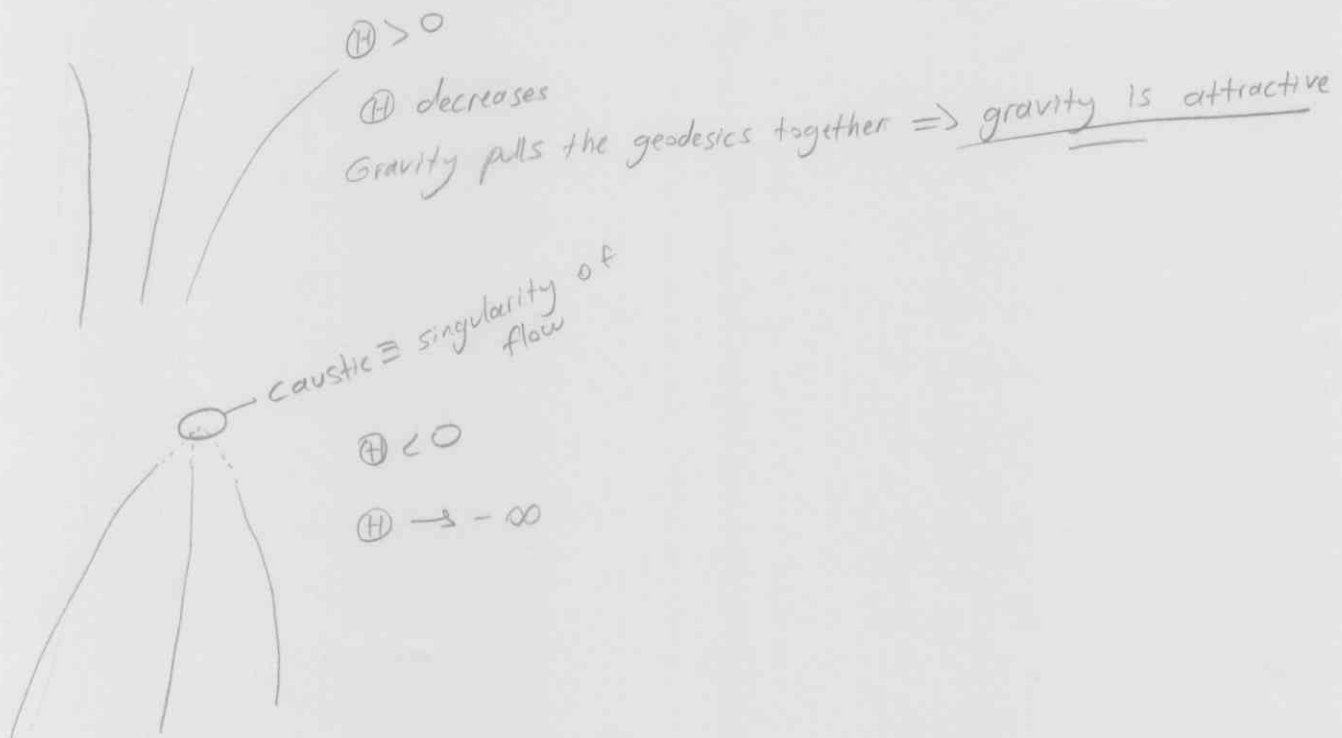 Ⓗ > 0
Ⓗ decreases
Gravity pulls the geodesics together => gravity is attractive
caustic ≡ singularity of
flow
Ⓗ < 0
Ⓗ → - ∞